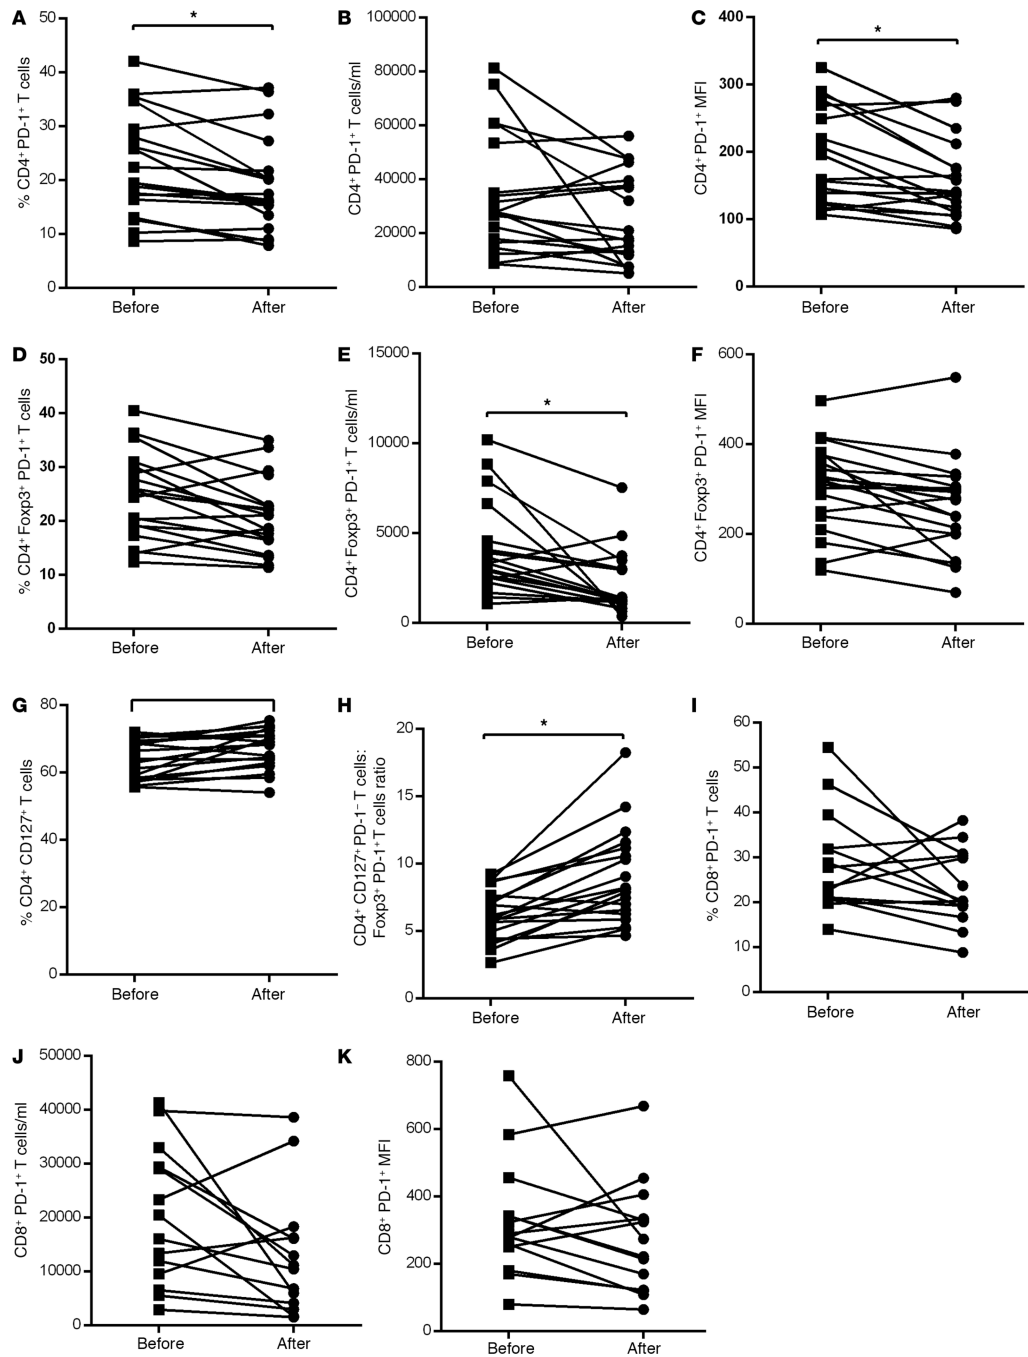 A
*
% CD4⁺ PD-1⁺ T cells
50
40
30
20
10
0
Before
After
B
CD4⁺ PD-1⁺ T cells/ml
100000
80000
60000
40000
20000
0
Before
After
C
*
CD4⁺ PD-1⁺ MFI
400
300
200
100
0
Before
After
D
% CD4⁺ Foxp3⁺ PD-1⁺ T cells
50
40
30
20
10
0
Before
After
E
*
CD4⁺ Foxp3⁺ PD-1⁺ T cells/ml
15000
10000
5000
0
Before
After
F
CD4⁺ Foxp3⁺ PD-1⁺ MFI
600
400
200
0
Before
After
G
% CD4⁺ CD127⁺ T cells
80
60
40
20
0
Before
After
H
*
CD4⁺ CD127⁺ PD-1⁻ T cells:
Foxp3⁺ PD-1⁺ T cells ratio
20
15
10
5
0
Before
After
I
% CD8⁺ PD-1⁺ T cells
60
50
40
30
20
10
0
Before
After
J
CD8⁺ PD-1⁺ T cells/ml
50000
40000
30000
20000
10000
0
Before
After
K
CD8⁺ PD-1⁺ MFI
800
600
400
200
0
Before
After